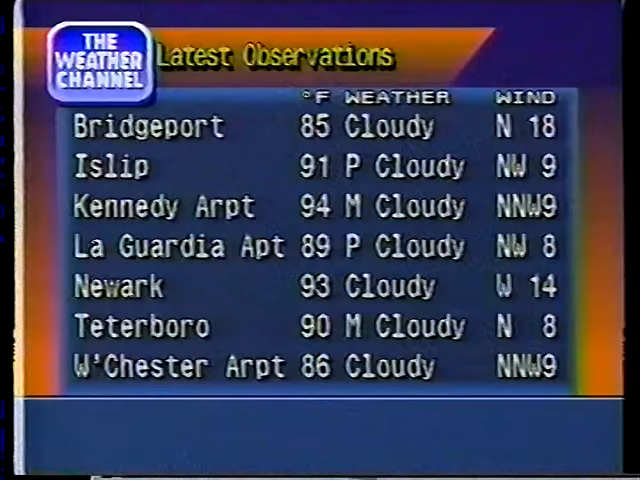 THE
WEATHER
CHANNEL
Latest Observations
°F WEATHER WIND
Bridgeport 85 Cloudy N 18
Islip 91 P Cloudy NW 9
Kennedy Arpt 94 M Cloudy NNW9
La Guardia Apt 89 P Cloudy NW 8
Newark 93 Cloudy W 14
Teterboro 90 M Cloudy N 8
W'Chester Arpt 86 Cloudy NNW9